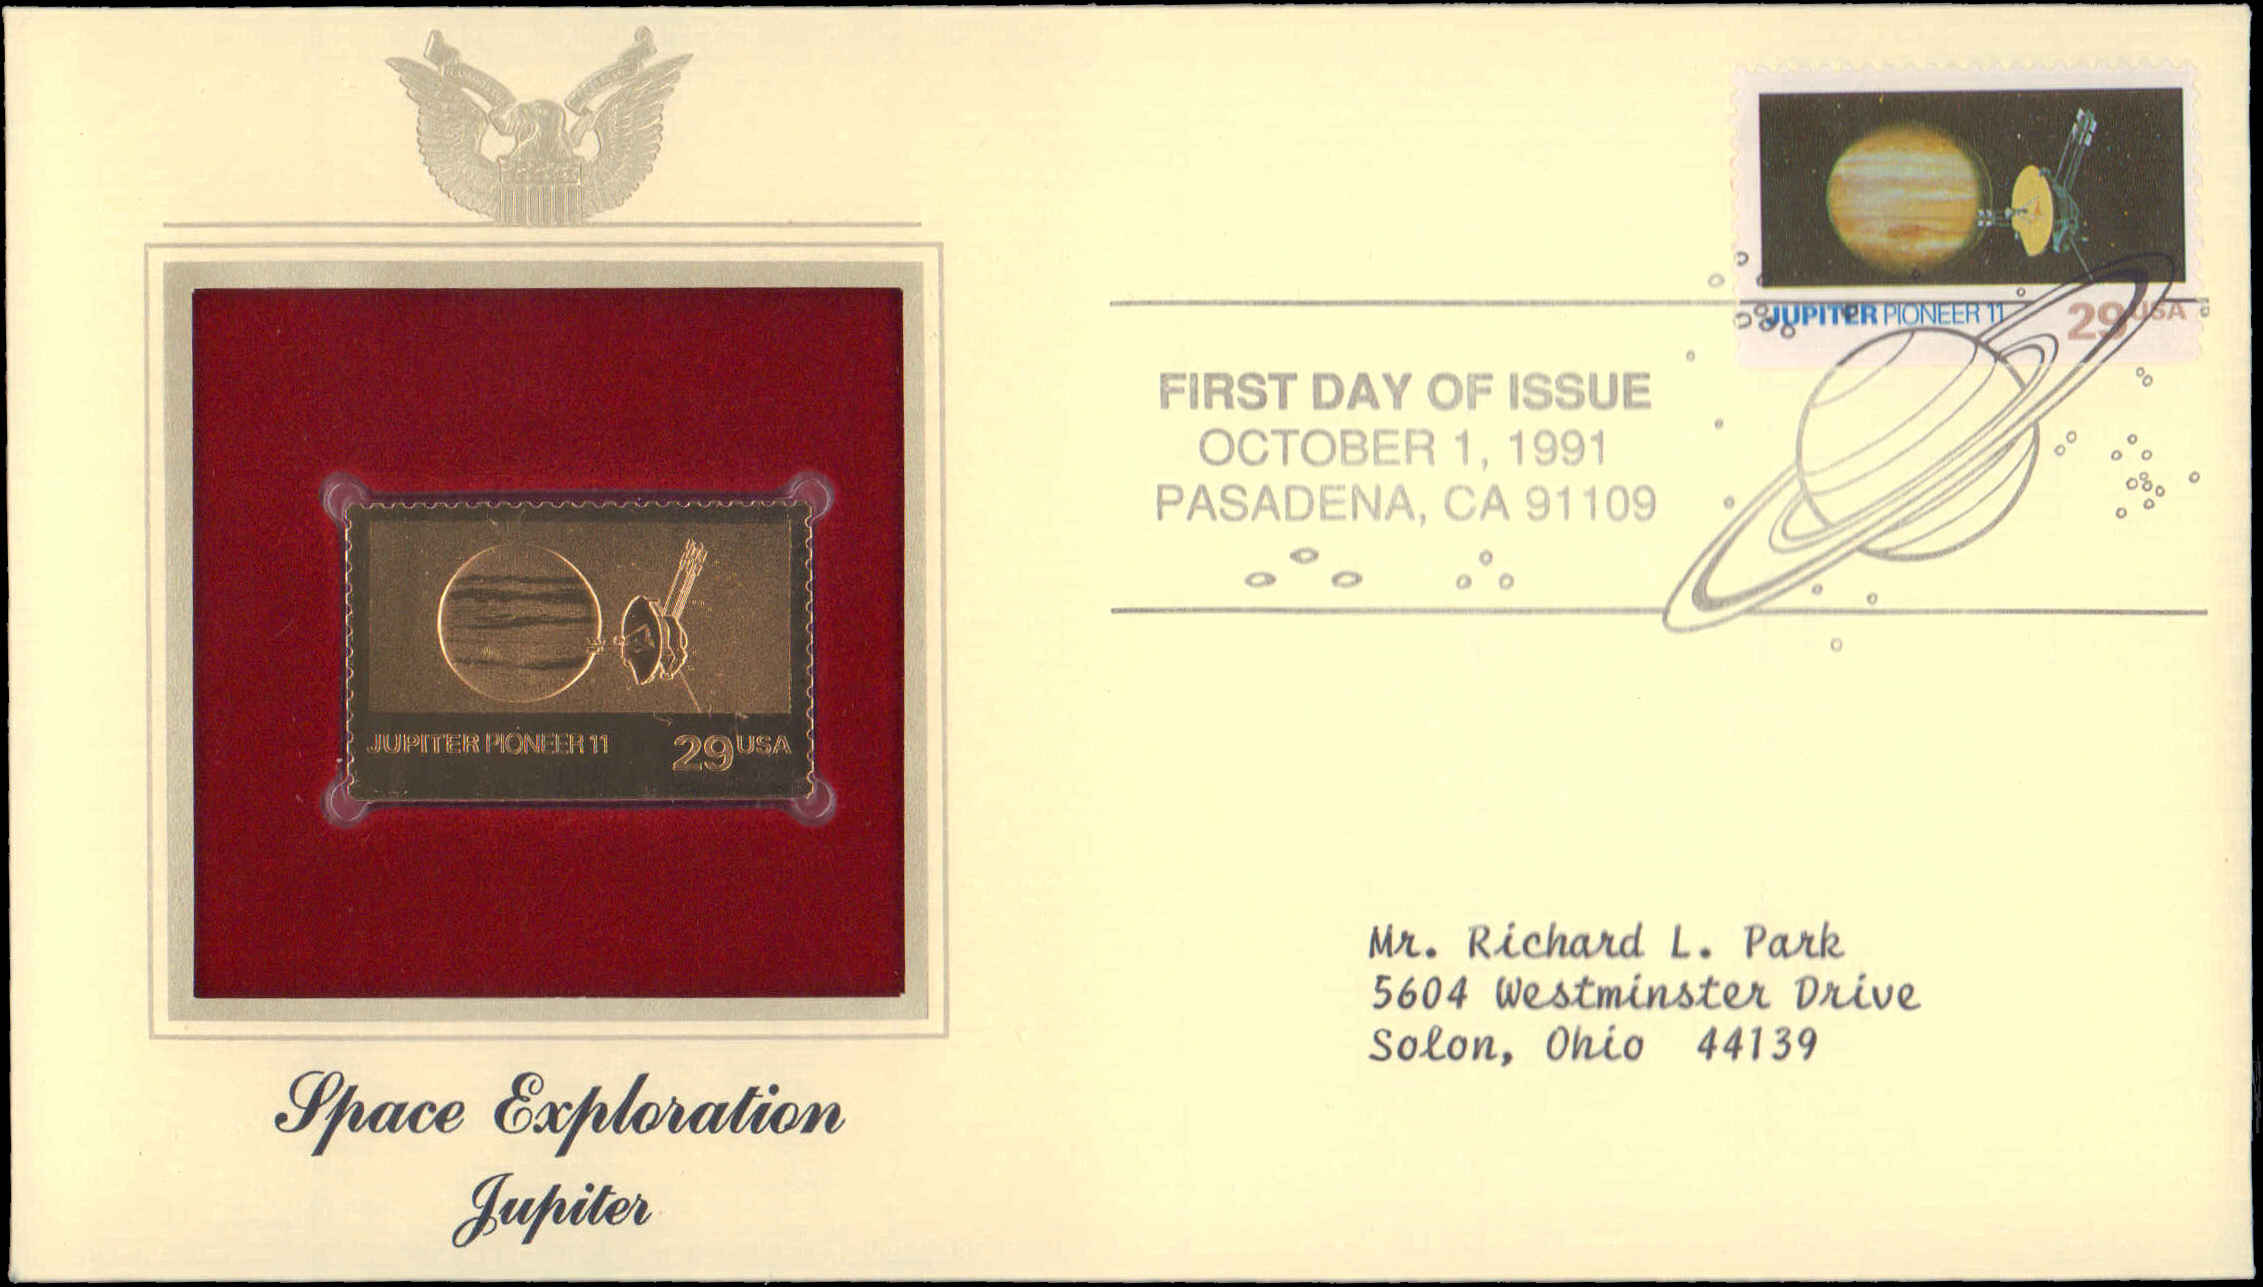 JUPITER PIONEER 11
29 USA
FIRST DAY OF ISSUE
OCTOBER 1, 1991
PASADENA, CA 91109
JUPITER PIONEER 11
29 USA
Mr. Richard L. Park
5604 Westminster Drive
Solon, Ohio 44139
Space Exploration
Jupiter